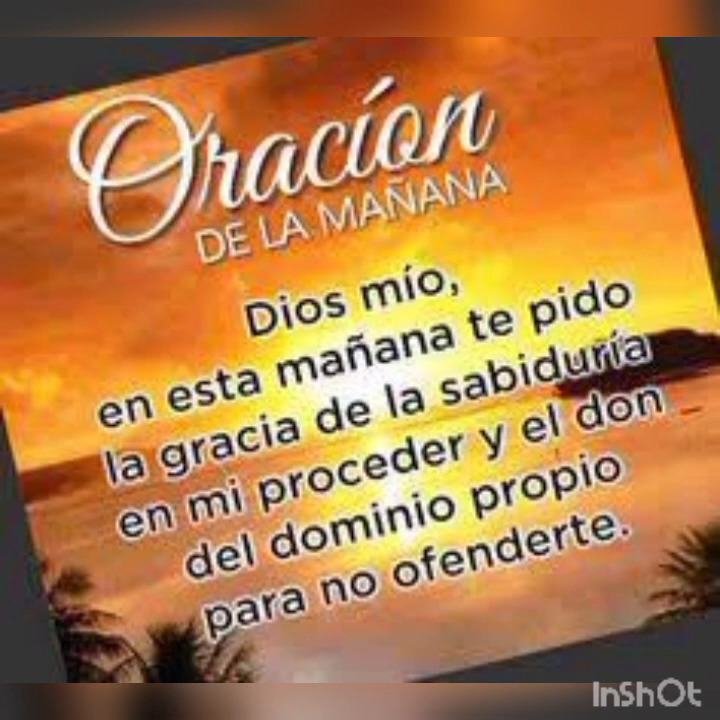 Oración
DE LA MAÑANA
Dios mío,
en esta mañana te pido
la gracia de la sabiduría
en mi proceder y el don
del dominio propio
para no ofenderte.
InShOt